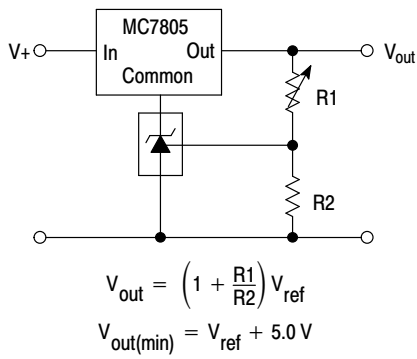 MC7805
V+ In Out V_out
Common
R1
R2
V_out = (1 + R1/R2) V_ref
V_out(min) = V_ref + 5.0 V